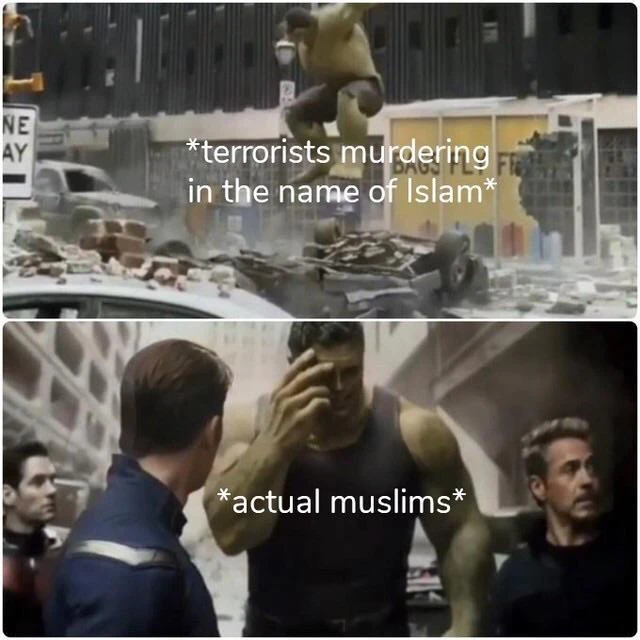 NE
AY
*terrorists murdering
in the name of Islam*
*actual muslims*